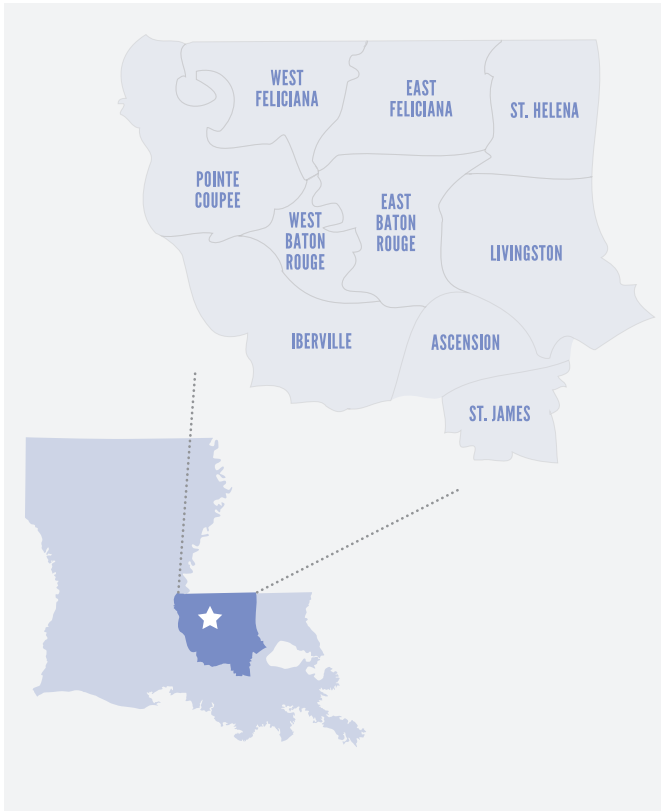 WEST
FELICIANA
EAST
FELICIANA
ST. HELENA
POINTE
COUPEE
WEST
BATON
ROUGE
EAST
BATON
ROUGE
LIVINGSTON
IBERVILLE
ASCENSION
ST. JAMES